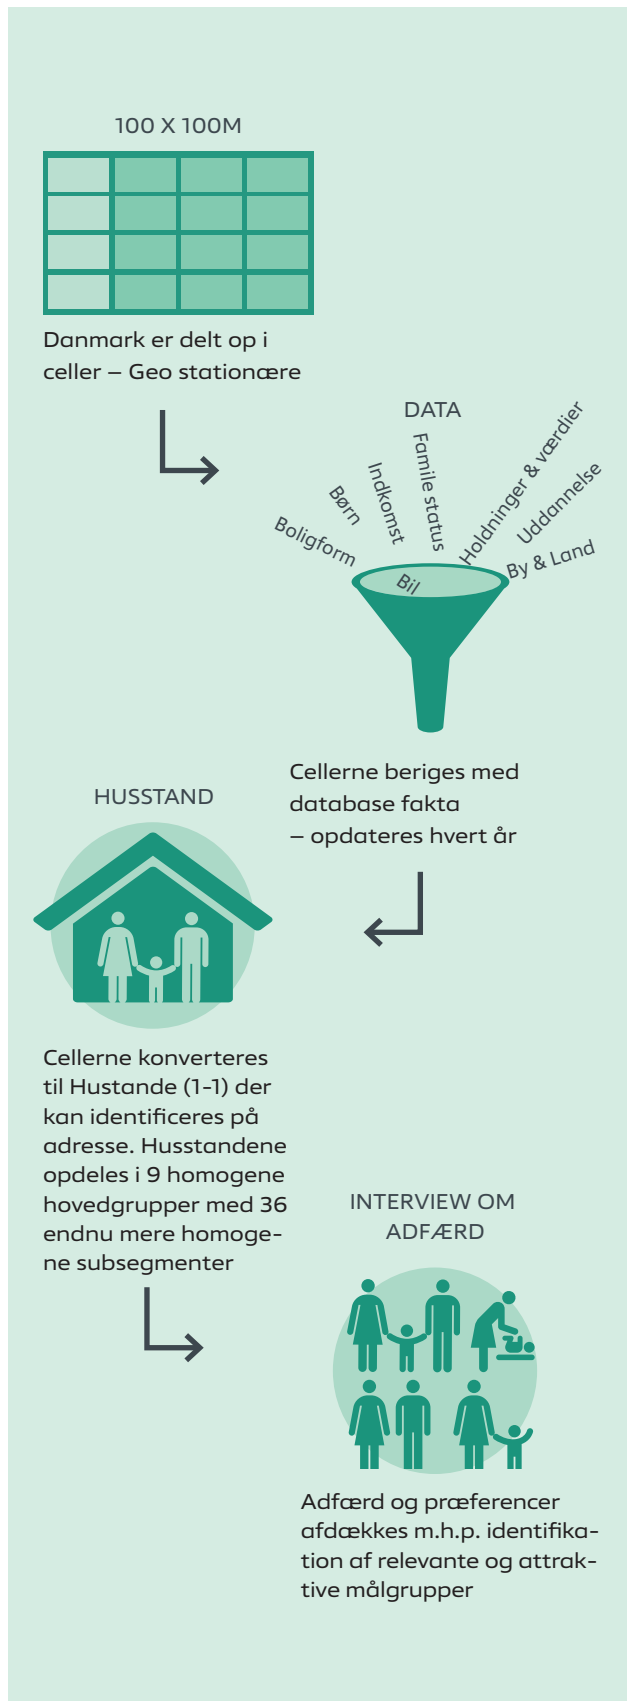 100 X 100M
Danmark er delt op i
celler – Geo stationære
DATA
Boligform
Børn
Indkomst
Famile status
Holdninger & værdier
Uddannelse
By & Land
Bil
Cellerne beriges med
database fakta
– opdateres hvert år
HUSSTAND
Cellerne konverteres
til Hustande (1-1) der
kan identificeres på
adresse. Husstandene
opdeles i 9 homogene
hovedgrupper med 36
endnu mere homoge-
ne subsegmenter
INTERVIEW OM
ADFÆRD
Adfærd og præferencer
afdækkes m.h.p. identifika-
tion af relevante og attrak-
tive målgrupper